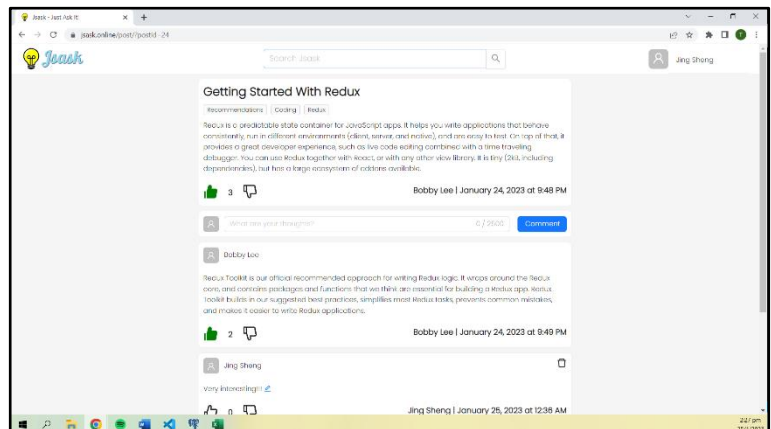 Jsask - Just Ask It!
jsask.online/post/?postid=24
Jsask
Search Jsask
Jing Sheng
Getting Started With Redux
Recommendations Coding Redux
Redux is a predictable state container for JavaScript apps. It helps you write applications that behave
consistently, run in different environments (client, server, and native), and are easy to test. On top of that, it
provides a great developer experience, such as live code editing combined with a time traveling
debugger. You can use Redux together with React, or with any other view library. It is tiny (2kB, including
dependencies), but has a large ecosystem of addons available.
3
Bobby Lee | January 24, 2023 at 9:48 PM
What are your thoughts?
0 / 2500
Comment
Bobby Lee
Redux Toolkit is our official recommended approach for writing Redux logic. It wraps around the Redux
core, and contains packages and functions that we think are essential for building a Redux app. Redux
Toolkit builds in our suggested best practices, simplifies most Redux tasks, prevents common mistakes,
and makes it easier to write Redux applications.
2
Bobby Lee | January 24, 2023 at 9:49 PM
Jing Sheng
Very interesting!!!
0
Jing Sheng | January 25, 2023 at 12:36 AM
2:27 pm